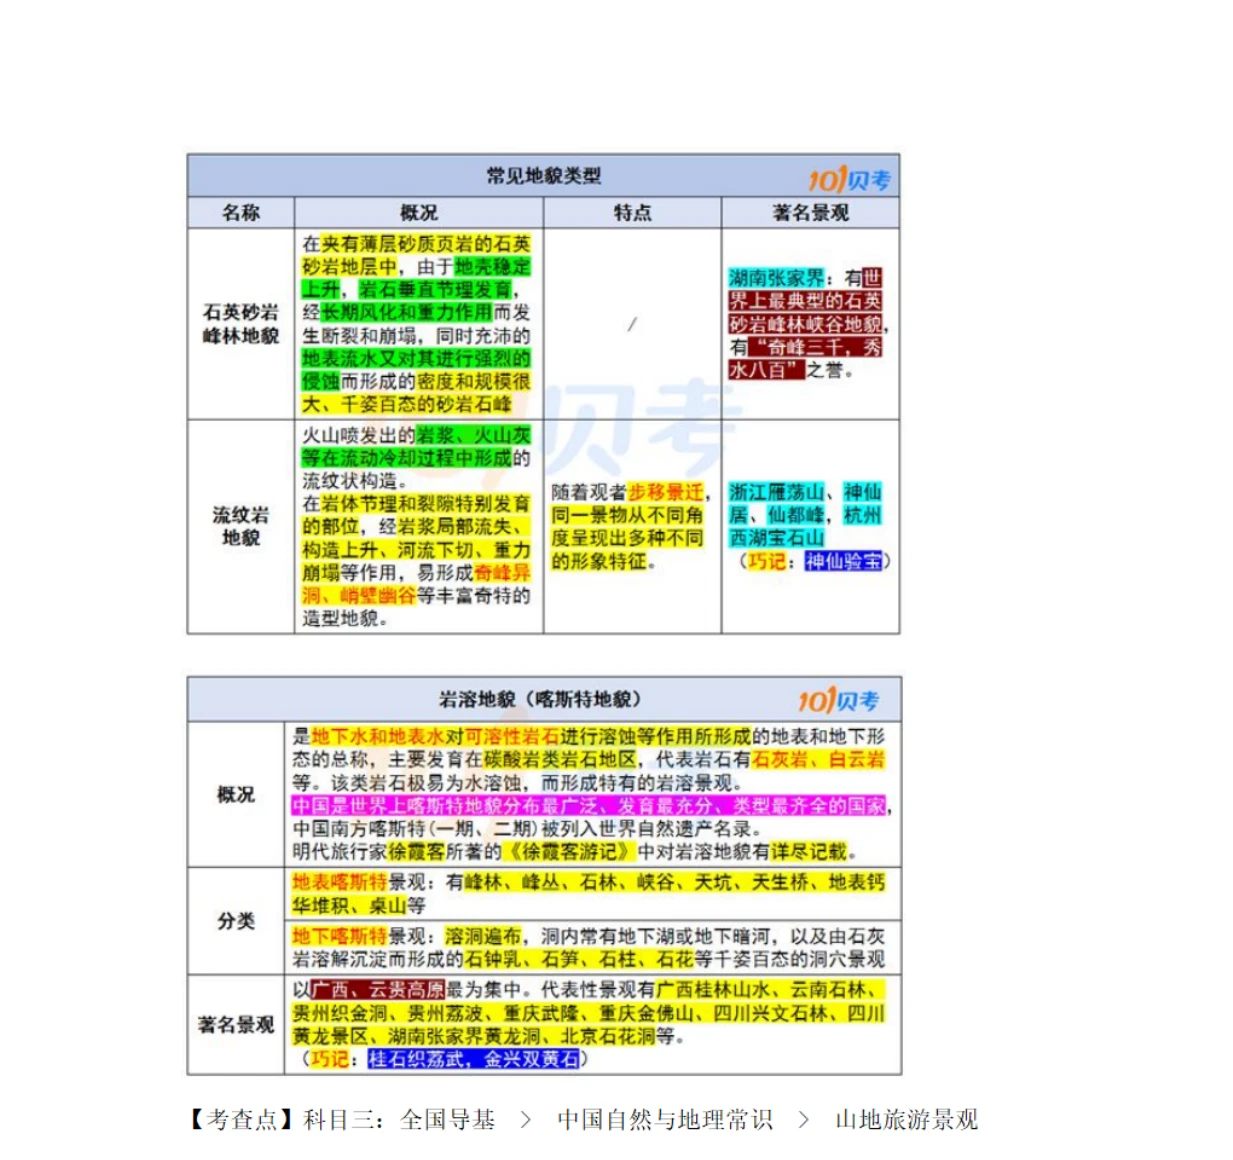 常见地貌类型
101贝考
名称
概况
特点
著名景观
石英砂岩
峰林地貌
在夹有薄层砂质页岩的石英
砂岩地层中，由于地壳稳定
上升，岩石垂直节理发育，
经长期风化和重力作用而发
生断裂和崩塌，同时充沛的
地表流水又对其进行强烈的
侵蚀而形成的密度和规模很
大、千姿百态的砂岩石峰
/
湖南张家界：有世
界上最典型的石英
砂岩峰林峡谷地貌，
有“奇峰三千，秀
水八百”之誉。
流纹岩
地貌
火山喷发出的岩浆、火山灰
等在流动冷却过程中形成的
流纹状构造。
在岩体节理和裂隙特别发育
的部位，经岩浆局部流失、
构造上升、河流下切、重力
崩塌等作用，易形成奇峰异
洞、峭壁幽谷等丰富奇特的
造型地貌。
随着观者步移景迁，
同一景物从不同角
度呈现出多种不同
的形象特征。
浙江雁荡山、神仙
居、仙都峰，杭州
西湖宝石山
（巧记：神仙验宝）
岩溶地貌（喀斯特地貌）
101贝考
概况
是地下水和地表水对可溶性岩石进行溶蚀等作用所形成的地表和地下形
态的总称，主要发育在碳酸岩类岩石地区，代表岩石有石灰岩、白云岩
等。该类岩石极易为水溶蚀，而形成特有的岩溶景观。
中国是世界上喀斯特地貌分布最广泛、发育最充分、类型最齐全的国家，
中国南方喀斯特(一期、二期)被列入世界自然遗产名录。
明代旅行家徐霞客所著的《徐霞客游记》中对岩溶地貌有详尽记载。
分类
地表喀斯特景观：有峰林、峰丛、石林、峡谷、天坑、天生桥、地表钙
华堆积、桌山等
地下喀斯特景观：溶洞遍布，洞内常有地下湖或地下暗河，以及由石灰
岩溶解沉淀而形成的石钟乳、石笋、石柱、石花等千姿百态的洞穴景观
著名景观
以广西、云贵高原最为集中。代表性景观有广西桂林山水、云南石林、
贵州织金洞、贵州荔波、重庆武隆、重庆金佛山、四川兴文石林、四川
黄龙景区、湖南张家界黄龙洞、北京石花洞等。
（巧记：桂石织荔武，金兴双黄石）
【考查点】科目三：全国导基 > 中国自然与地理常识 > 山地旅游景观